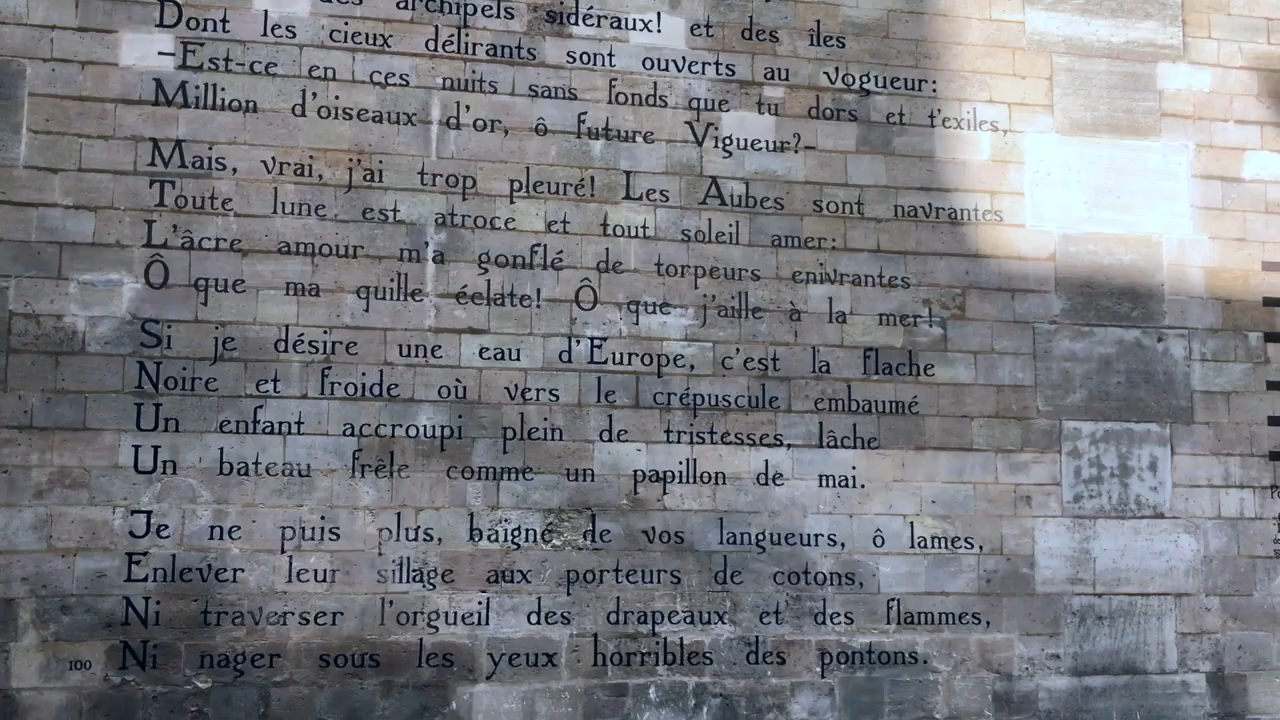 archipels sidéraux! et des îles
Dont les cieux délirants sont ouverts au vogueur:
-Est-ce en ces nuits sans fonds que tu dors et t'exiles,
Million d'oiseaux d'or, ô future Vigueur?-
Mais, vrai, j'ai trop pleuré! Les Aubes sont navrantes
Toute lune est atroce et tout soleil amer:
L'âcre amour m'a gonflé de torpeurs enivrantes
Ô que ma quille éclate! Ô que j'aille à la mer!
Si je désire une eau d'Europe, c'est la flache
Noire et froide où vers le crépuscule embaumé
Un enfant accroupi plein de tristesses, lâche
Un bateau frêle comme un papillon de mai.
Je ne puis plus, baigné de vos langueurs, ô lames,
Enlever leur sillage aux porteurs de cotons,
Ni traverser l'orgueil des drapeaux et des flammes,
100 Ni nager sous les yeux horribles des pontons.